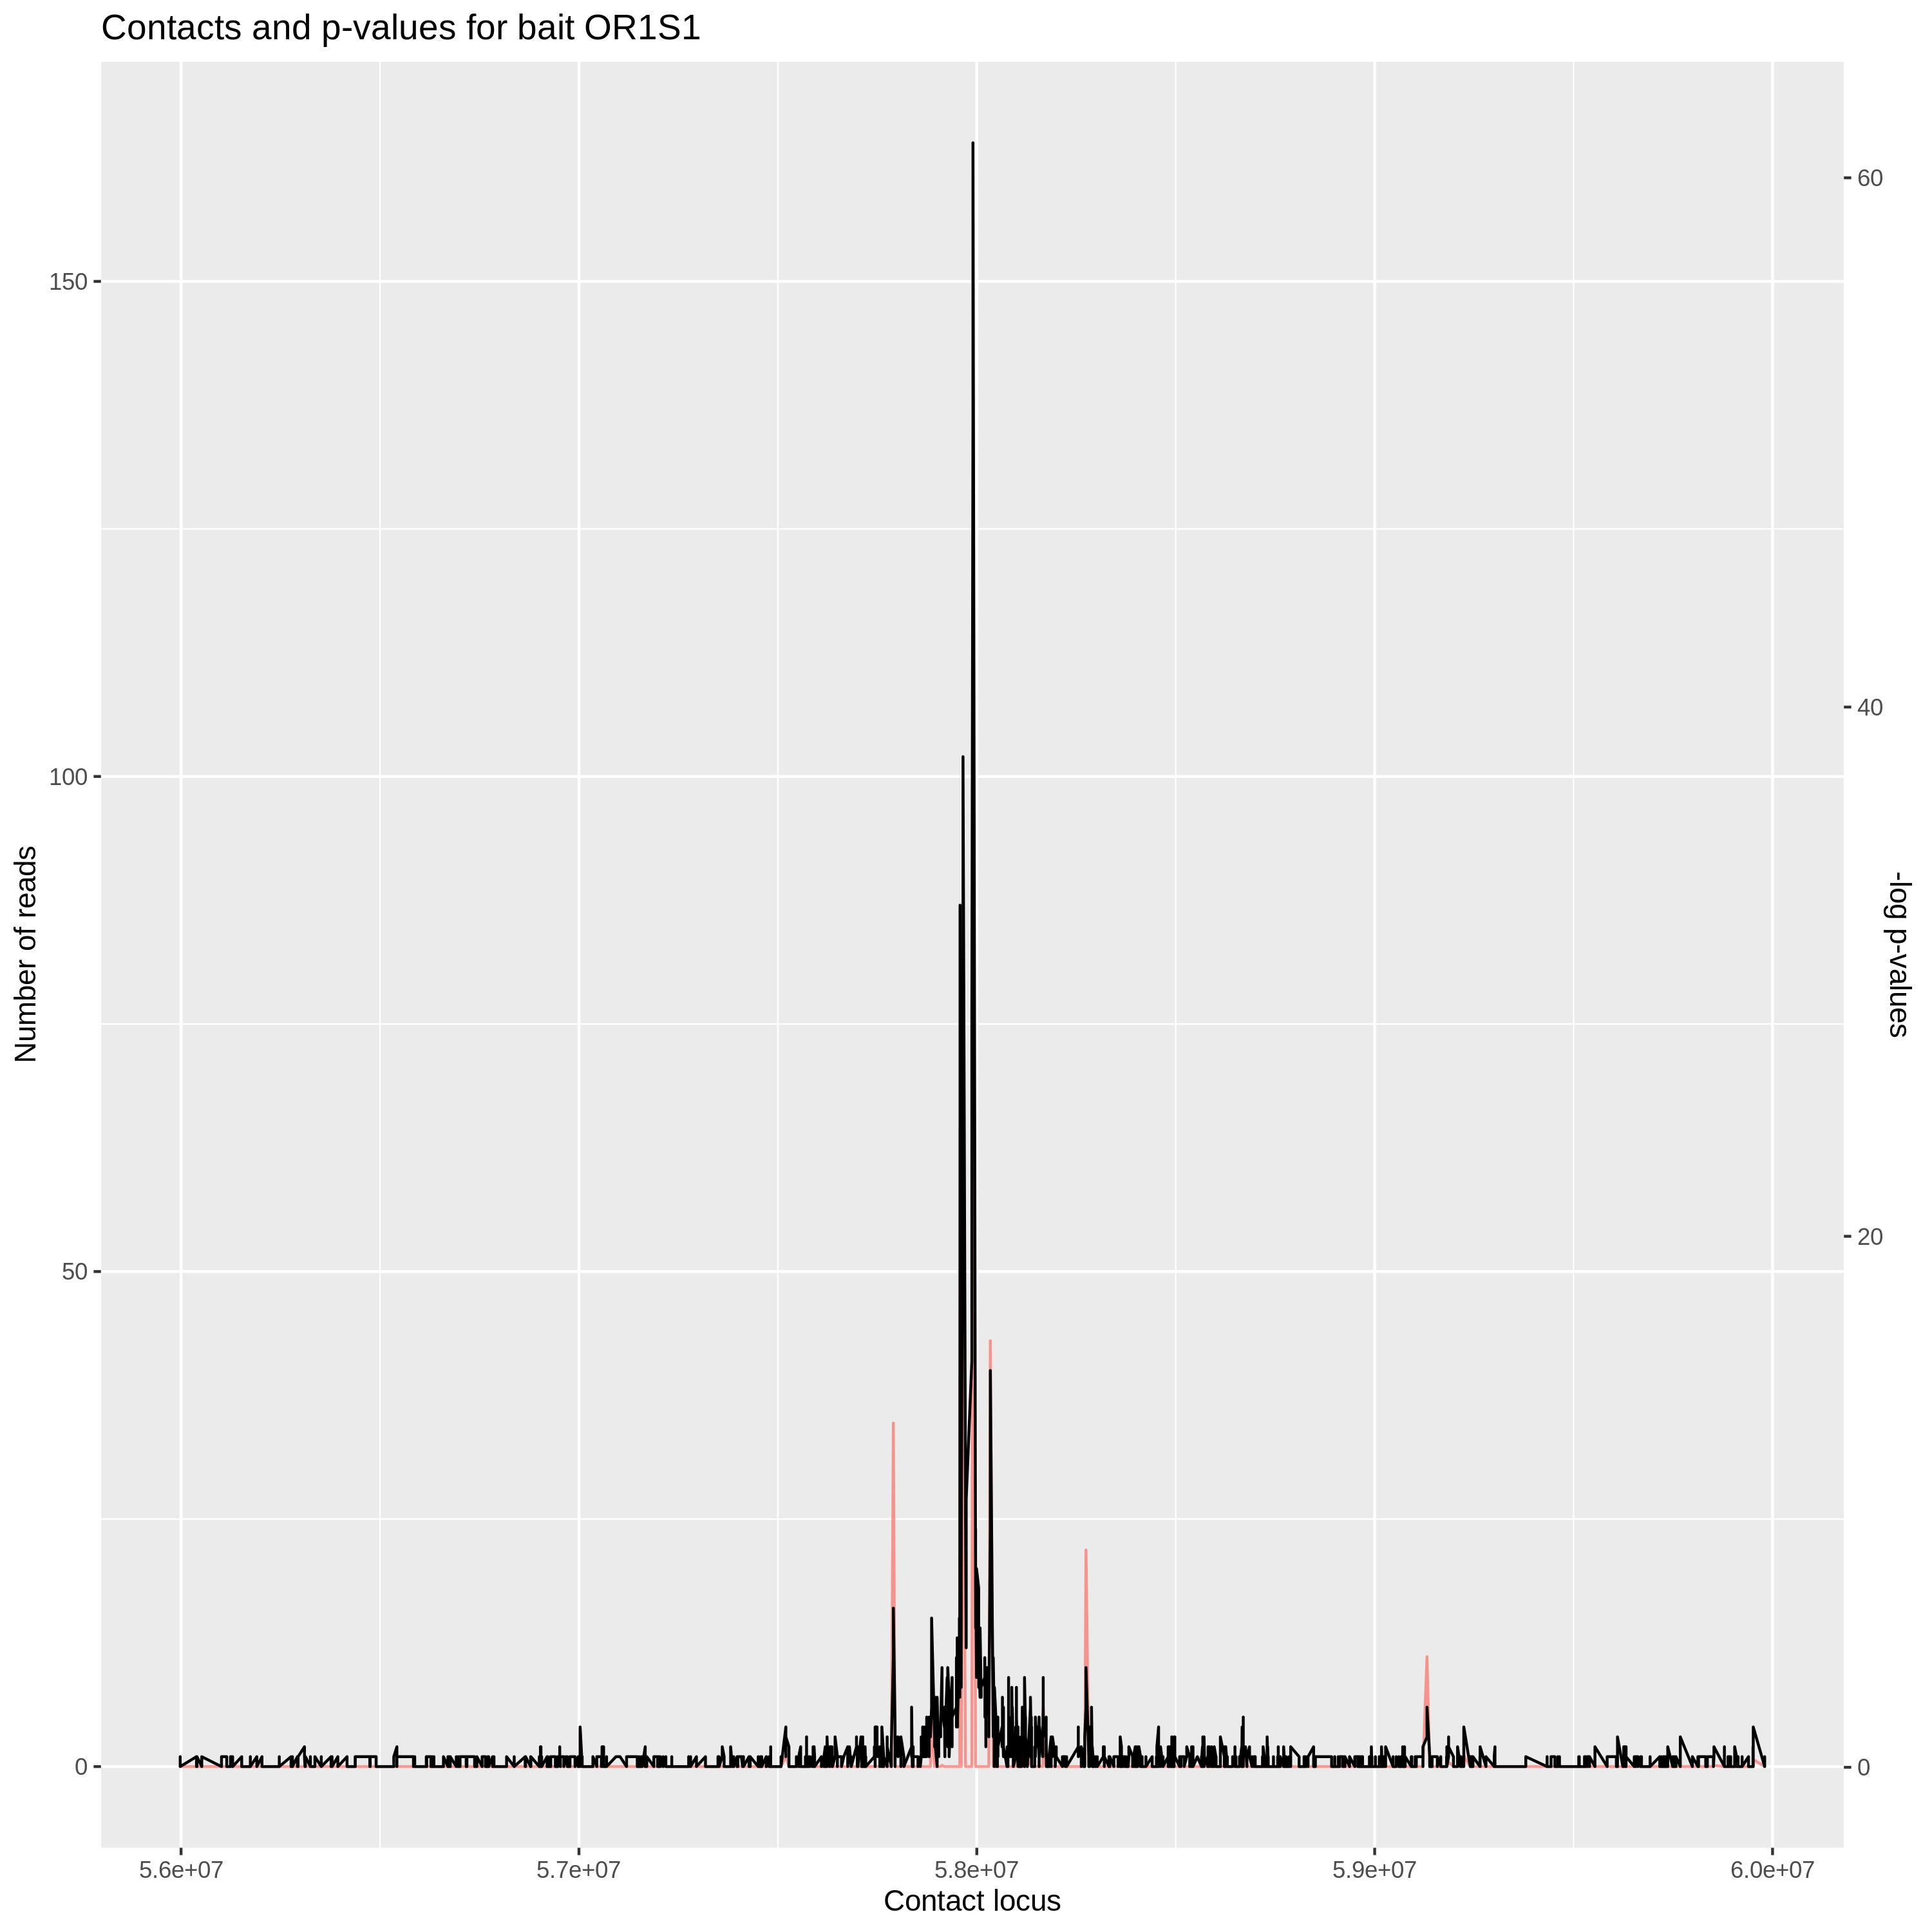 Contacts and p-values for bait OR1S1
150
100
50
0
Number of reads
60
40
20
0
-log p-values
5.6e+07
5.7e+07
5.8e+07
5.9e+07
6.0e+07
Contact locus